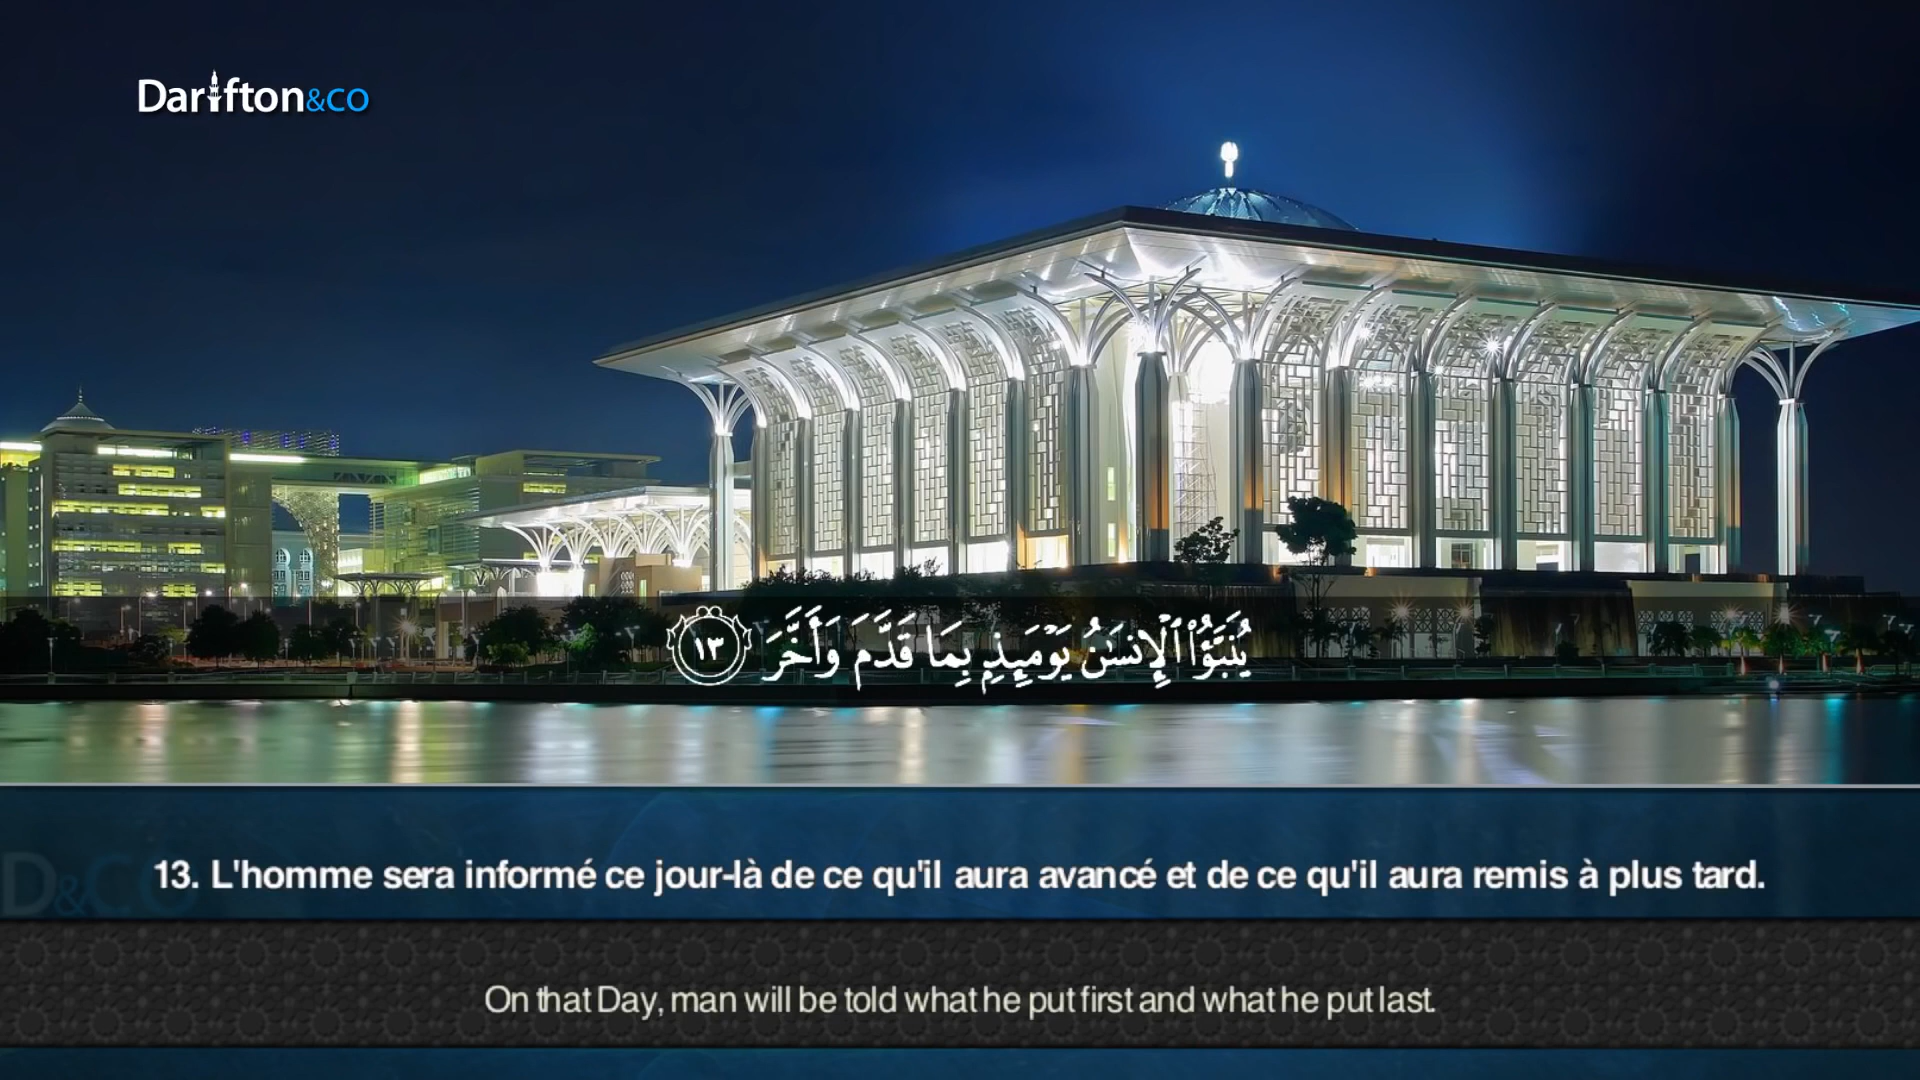 Darifton&co
يُنَبَّؤُا۟ ٱلْإِنسَـٰنُ يَوْمَئِذٍۭ بِمَا قَدَّمَ وَأَخَّرَ ١٣
13. L'homme sera informé ce jour-là de ce qu'il aura avancé et de ce qu'il aura remis à plus tard.
D&C.O
On that Day, man will be told what he put first and what he put last.